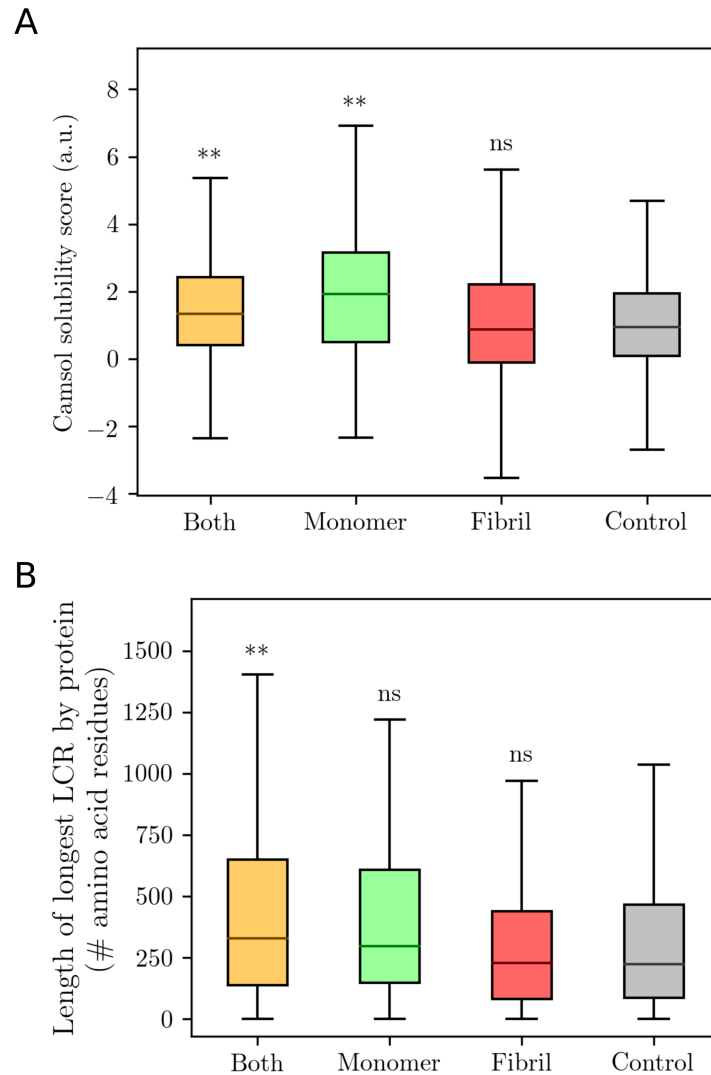 A
Camsol solubility score (a.u.)
8
6
4
2
0
−2
−4
**
**
ns
Both
Monomer
Fibril
Control
B
Length of longest LCR by protein
(# amino acid residues)
1500
1250
1000
750
500
250
0
**
ns
ns
Both
Monomer
Fibril
Control